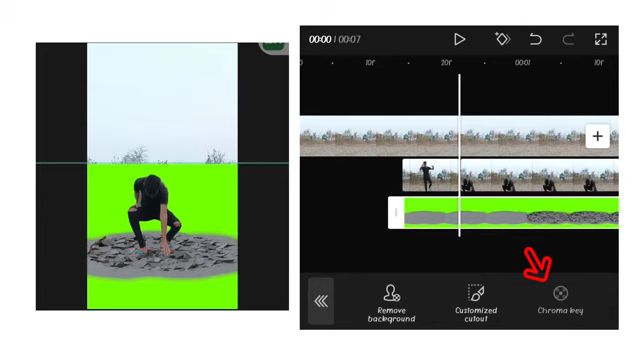 00:00 / 00:07
10f
20f
00:01
10f
Remove
background
Customized
cutout
Chroma key